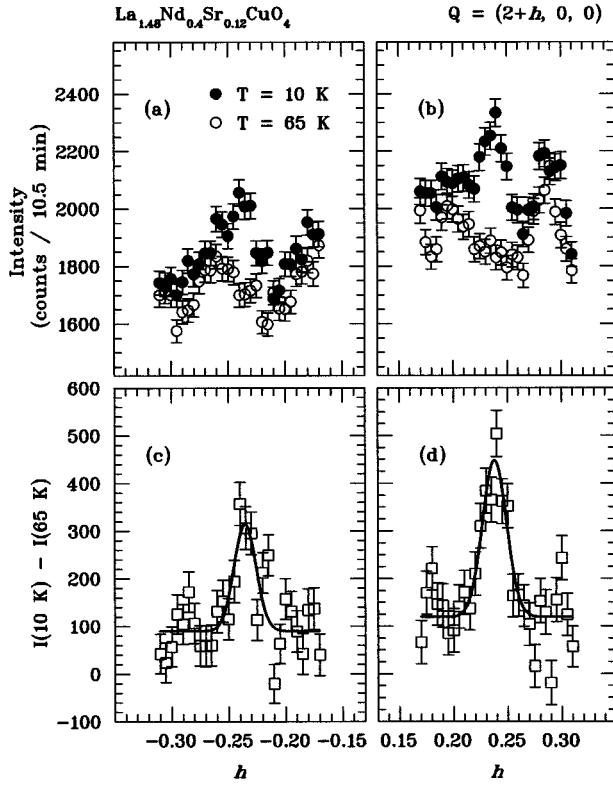 La1.48Nd0.4Sr0.12CuO4
Q = (2+h, 0, 0)
Intensity
(counts / 10.5 min)
2400
2200
2000
1800
1600
(a)
T = 10 K
T = 65 K
(b)
I(10 K) − I(65 K)
600
500
400
300
200
100
0
−100
(c)
(d)
−0.30 −0.25 −0.20 −0.15
0.15 0.20 0.25 0.30
h
h